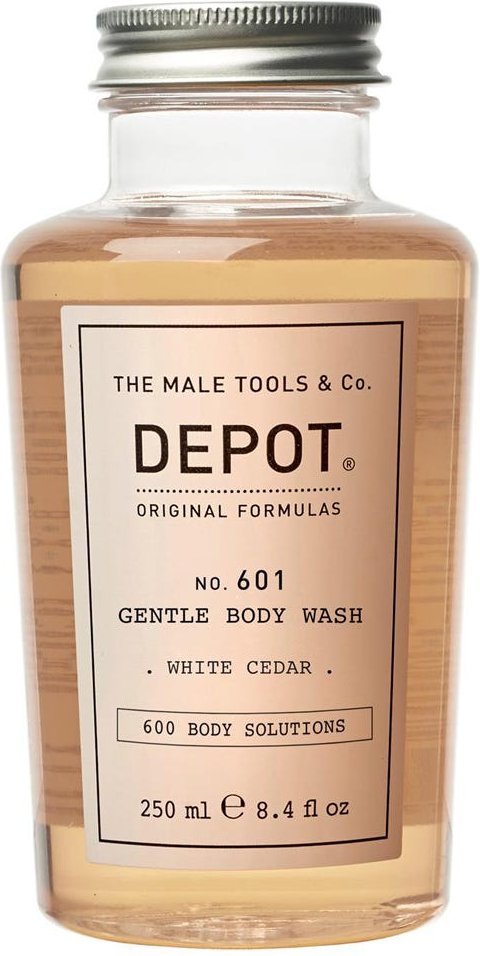 THE MALE TOOLS & Co.
DEPOT®
ORIGINAL FORMULAS
NO. 601
GENTLE BODY WASH
. WHITE CEDAR .
600 BODY SOLUTIONS
250 ml ℮ 8.4 fl oz